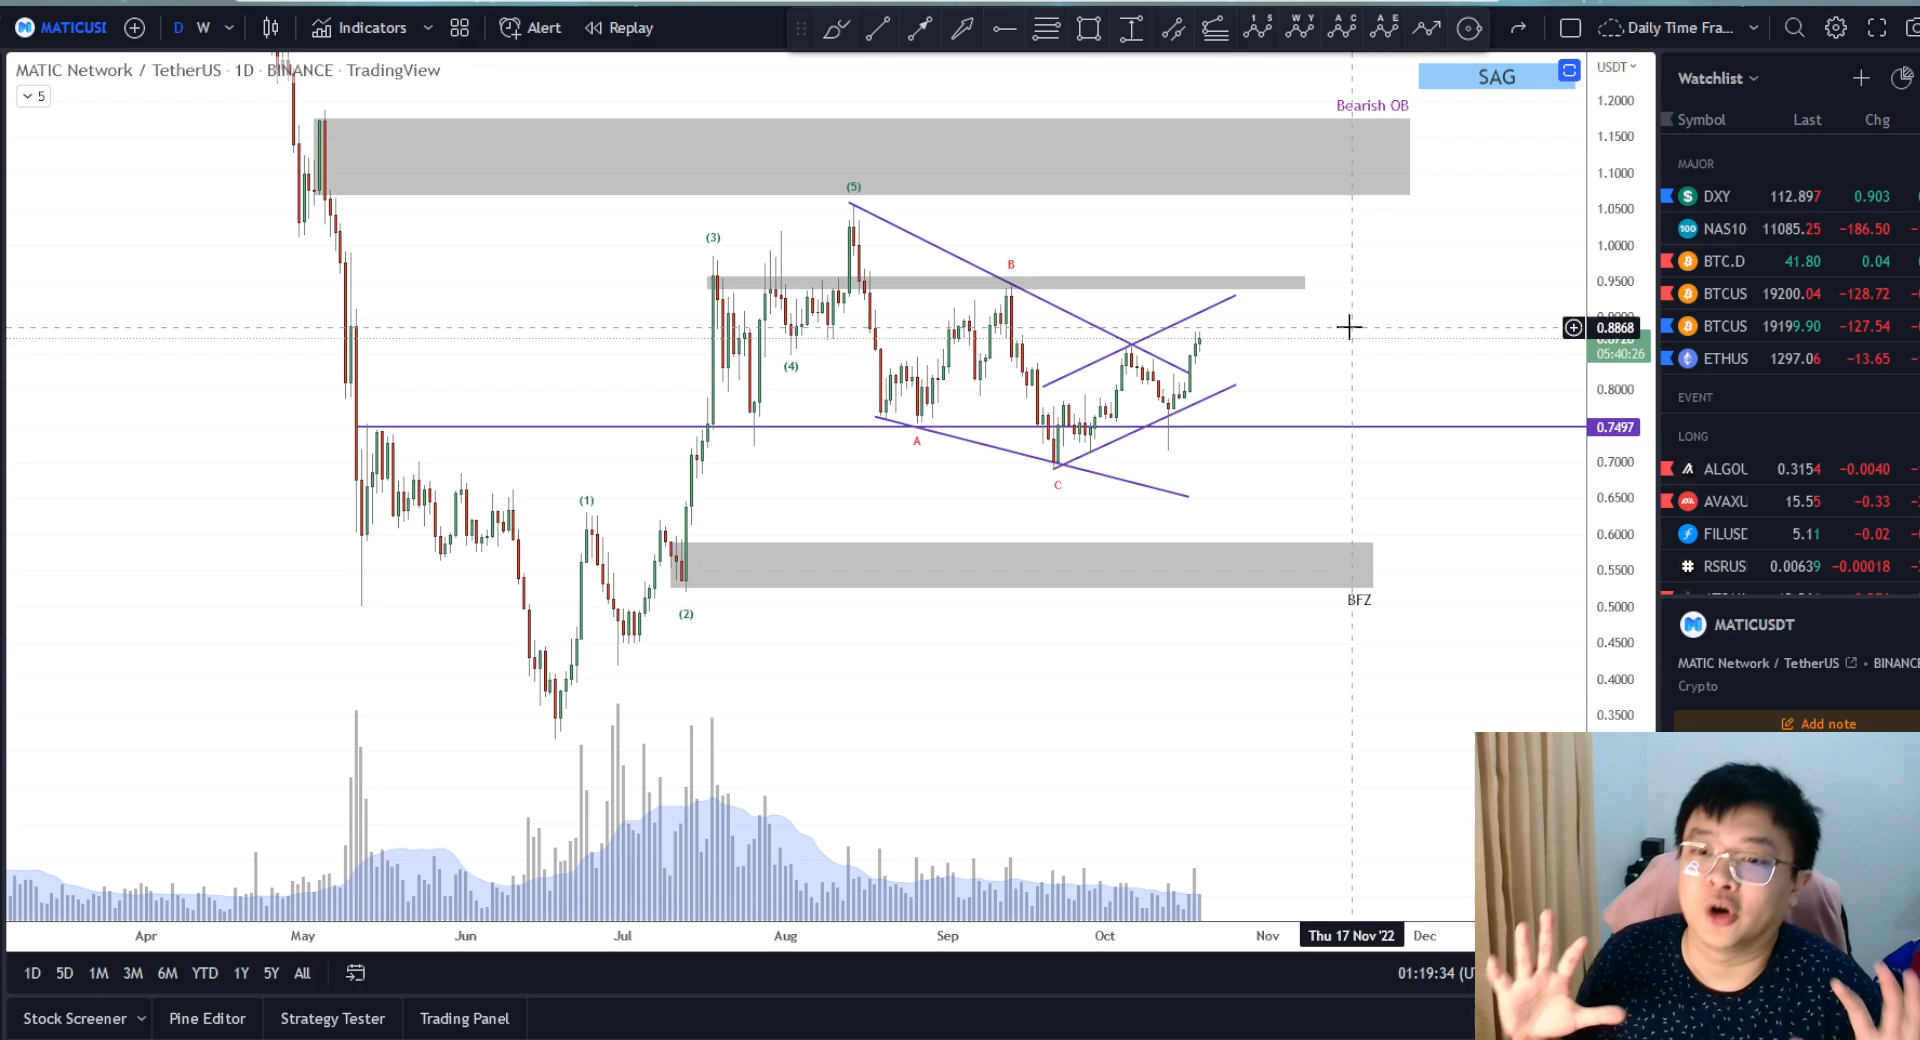 MATICUSI
D W
Indicators
Alert
Replay
1 5
W Y
A C
A E
Daily Time Fra...
MATIC Network / TetherUS · 1D · BINANCE · TradingView
5
SAG
Bearish OB
(5)
(3)
B
(4)
A
C
(1)
(2)
BFZ
USDT
1.2000
1.1500
1.1000
1.0500
1.0000
0.9500
0.8868
05:40:26
0.8000
0.7497
0.7000
0.6500
0.6000
0.5500
0.5000
0.4500
0.4000
0.3500
Apr May Jun Jul Aug Sep Oct Nov Thu 17 Nov '22 Dec
1D 5D 1M 3M 6M YTD 1Y 5Y All
01:19:34 (U
Stock Screener Pine Editor Strategy Tester Trading Panel
Watchlist
Symbol Last Chg
MAJOR
DXY 112.897 0.903
100 NAS10 11085.25 −186.50
BTC.D 41.80 0.04
BTCUS 19200.04 −128.72
BTCUS 19199.90 −127.54
ETHUS 1297.06 −13.65
EVENT
LONG
ALGOU 0.3154 −0.0040
AVAXU 15.55 −0.33
FILUSD 5.11 −0.02
RSRUS 0.00639 −0.00018
MATICUSDT
MATIC Network / TetherUS • BINANCE
Crypto
Add note